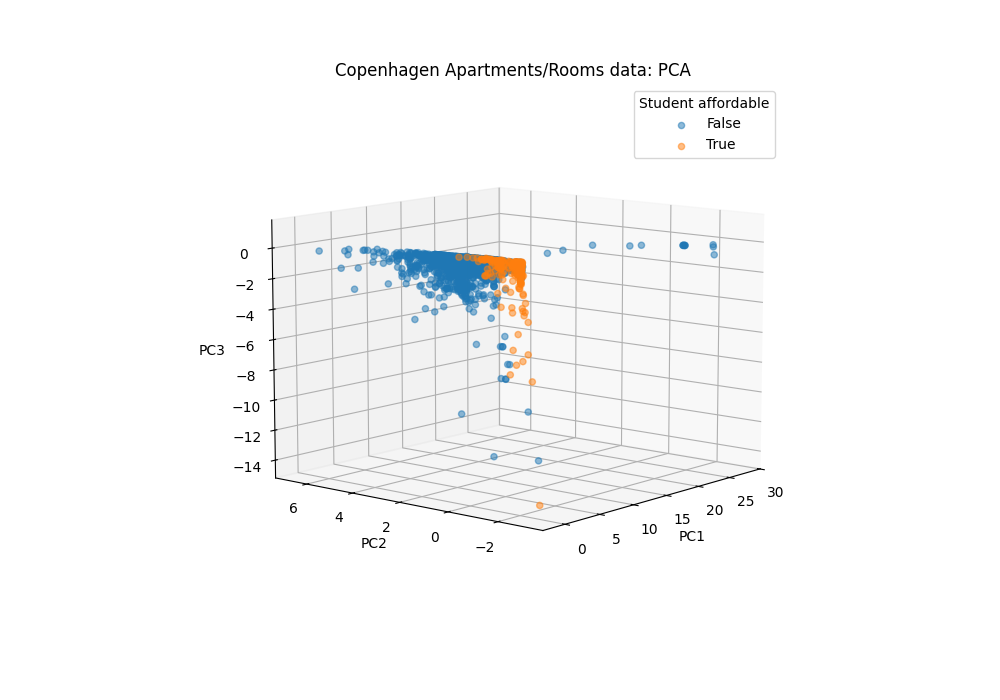 Copenhagen Apartments/Rooms data: PCA
Student affordable
False
True
0
−2
−4
−6
−8
−10
−12
−14
PC3
6
4
2
0
−2
PC2
0
5
10
15
20
25
30
PC1